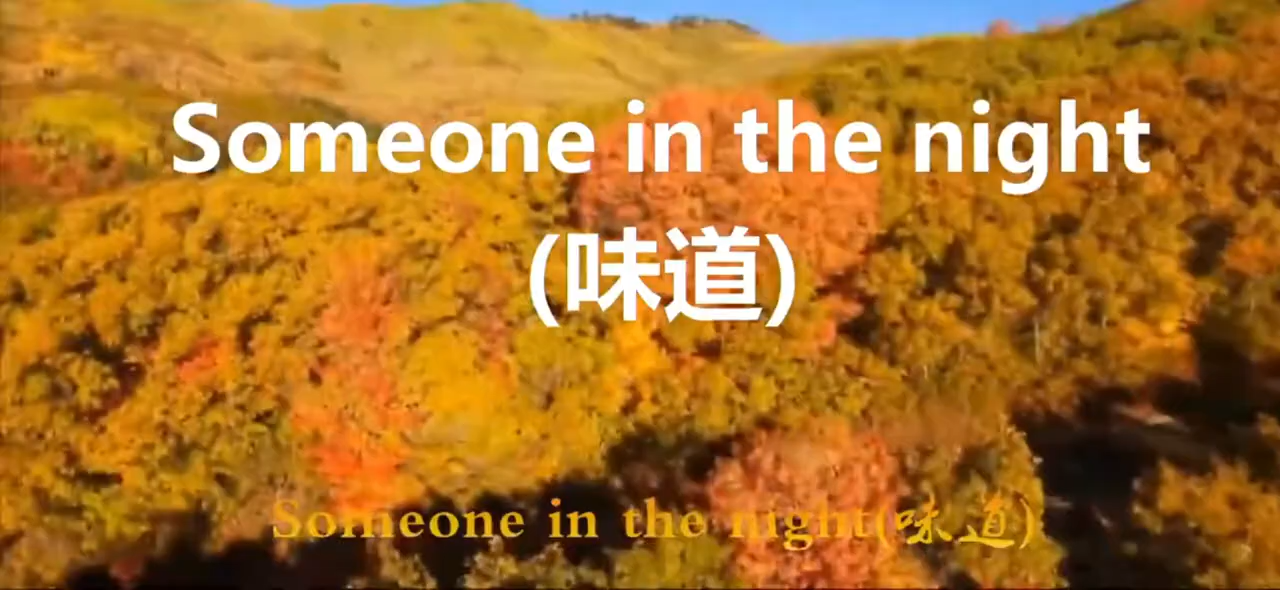 Someone in the night
(味道)
Someone in the night(味道)